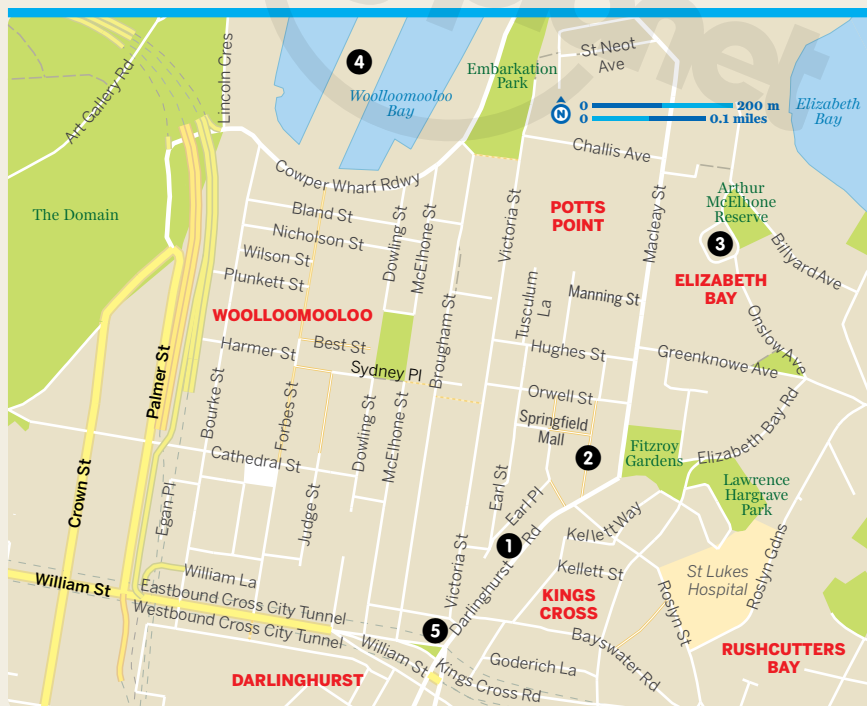 St Neot
Ave
Lincoln Cres
4
Embarkation
Park
Art Gallery Rd
Woolloomooloo
Bay
N
0 200 m
0 0.1 miles
Elizabeth
Bay
Challis Ave
Cowper Wharf Rdwy
Arthur
McElhone
Reserve
The Domain
Bland St
Dowling St
McElhone St
Victoria St
POTTS
POINT
Macleay St
Nicholson St
3
Billyard Ave
Wilson St
Plunkett St
ELIZABETH
BAY
Tusculum
La
Manning St
WOOLLOOMOOLOO
Brougham St
Onslow Ave
Harmer St
Best St
Hughes St
Greenknowe Ave
Palmer St
Sydney Pl
Bourke St
Forbes St
Orwell St
Springfield
Mall
Elizabeth Bay Rd
Dowling St
McElhone St
Fitzroy
Gardens
2
Cathedral St
Crown St
Egan Pl
Judge St
Earl St
Earl Pl
Lawrence
Hargrave
Park
Kellett Way
1
Victoria St
Darlinghurst Rd
William La
Kellett St
St Lukes
Hospital
Roslyn Gdns
William St
Eastbound Cross City Tunnel
Westbound Cross City Tunnel
KINGS
CROSS
Roslyn St
5
Bayswater Rd
William St
Goderich La
RUSHCUTTERS
BAY
DARLINGHURST
Kings Cross Rd